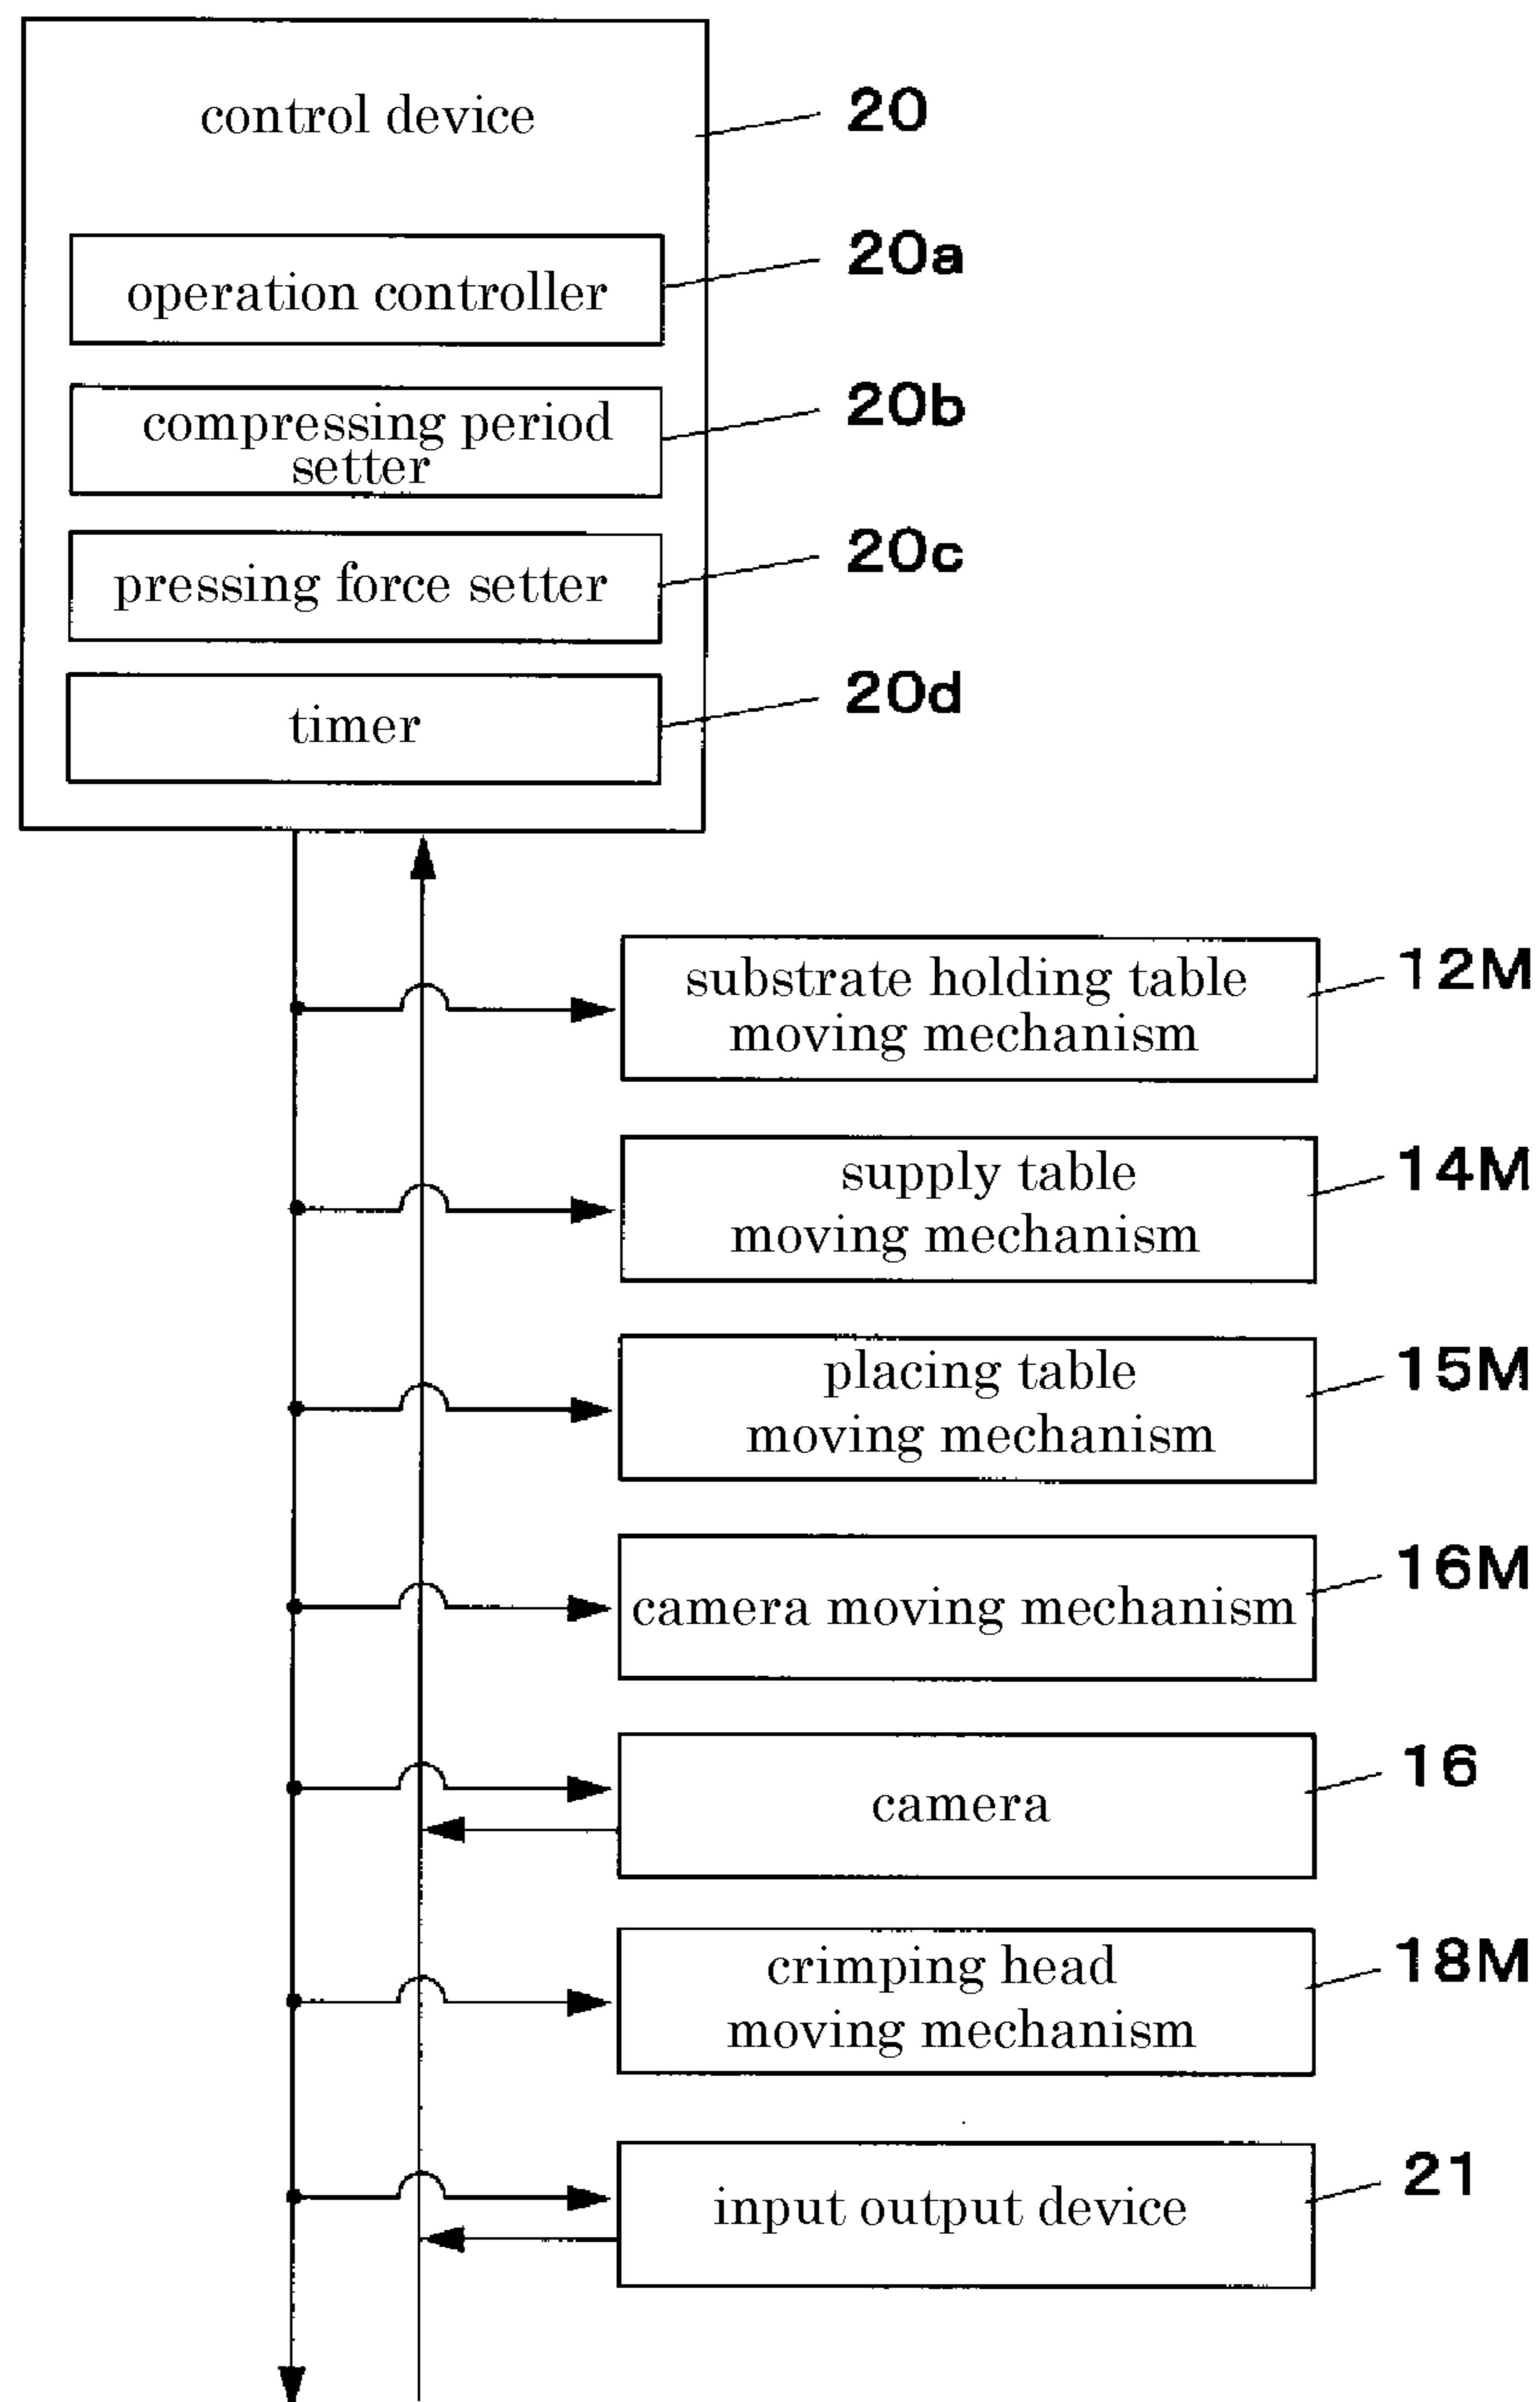 control device
20
operation controller
20a
compressing period
setter
20b
pressing force setter
20c
timer
20d
substrate holding table
moving mechanism
12M
supply table
moving mechanism
14M
placing table
moving mechanism
15M
camera moving mechanism
16M
camera
16
crimping head
moving mechanism
18M
input output device
21